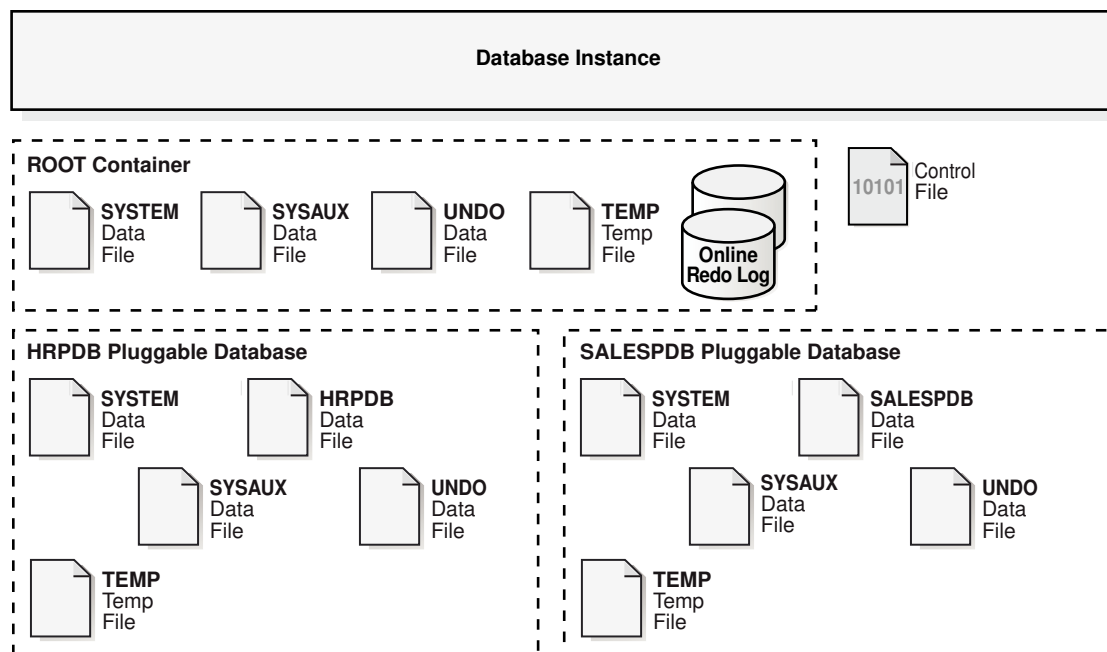 Database Instance
ROOT Container
SYSTEM
Data
File
SYSAUX
Data
File
UNDO
Data
File
TEMP
Temp
File
Online
Redo Log
10101
Control
File
HRPDB Pluggable Database
SYSTEM
Data
File
HRPDB
Data
File
SYSAUX
Data
File
UNDO
Data
File
TEMP
Temp
File
SALESPDB Pluggable Database
SYSTEM
Data
File
SALESPDB
Data
File
SYSAUX
Data
File
UNDO
Data
File
TEMP
Temp
File